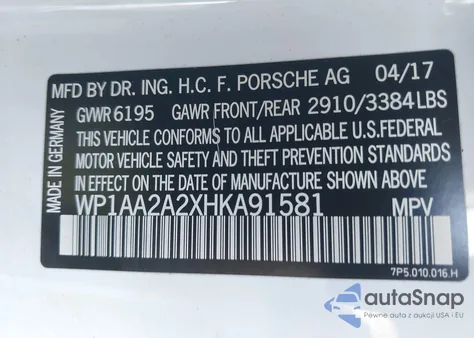 MFD BY DR. ING. H.C. F. PORSCHE AG 04/17
GVWR 6195 GAWR FRONT/REAR 2910/3384 LBS
THIS VEHICLE CONFORMS TO ALL APPLICABLE U.S. FEDERAL
MOTOR VEHICLE SAFETY AND THEFT PREVENTION STANDARDS
IN EFFECT ON THE DATE OF MANUFACTURE SHOWN ABOVE.
WP1AA2A2XHKA91581 MPV
MADE IN GERMANY
7P5.010.016.H
autoSnap
Pewne auta z aukcji USA i EU